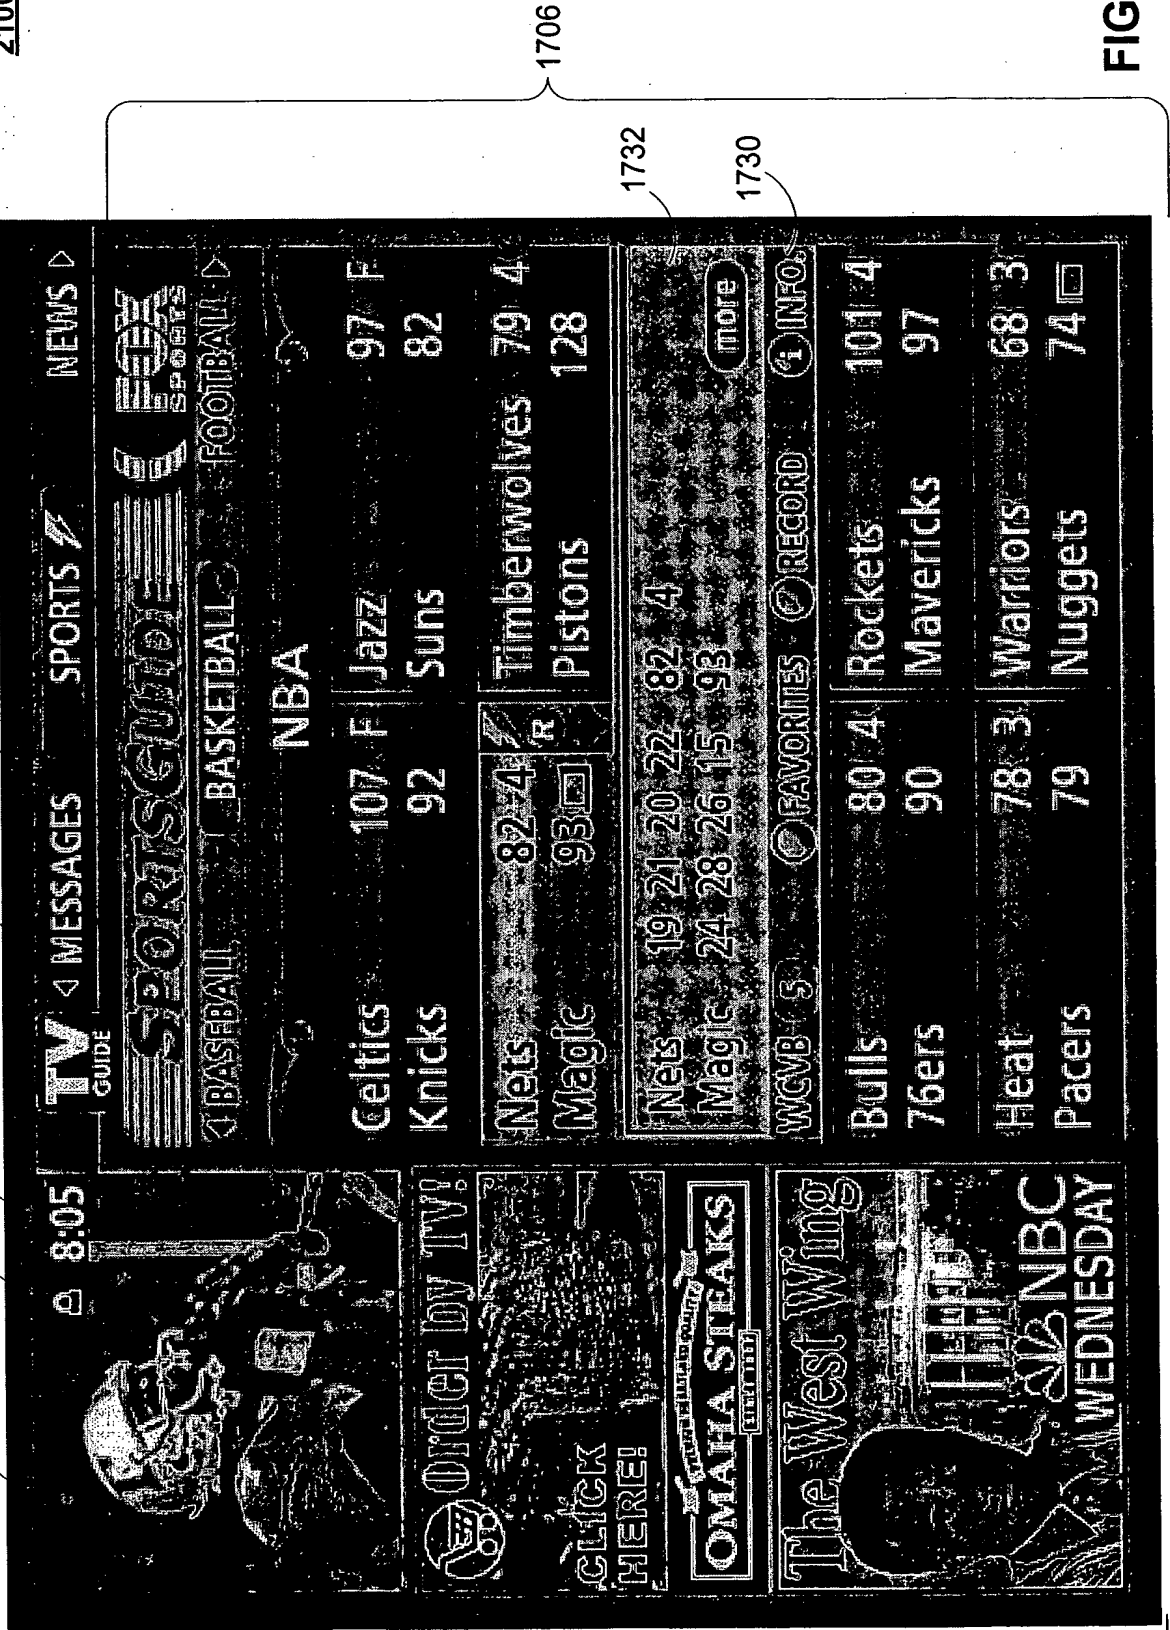 8:05
TV
GUIDE
◁ MESSAGES SPORTS NEWS ▷
SPORTSGUIDE FOX
SPORTS
◁ BASEBALL BASKETBALL FOOTBALL ▷
NBA
Celtics 107 F Jazz 97 F
Knicks 92 Suns 82
Nets 82 4 Timberwolves 79 4
Magic 93 R Pistons 128
Nets 19 21 20 22 82 4
Magic 24 28 26 15 93 more
WCVB 5 FAVORITES RECORD i INFO.
Bulls 80 4 Rockets 101 4
76ers 90 Mavericks 97
Heat 78 3 Warriors 68 3
Pacers 79 Nuggets 74
Order by TV!
CLICK
HERE!
OMAHA STEAKS
The West Wing
NBC
WEDNESDAY
1706
1732
1730
FIG